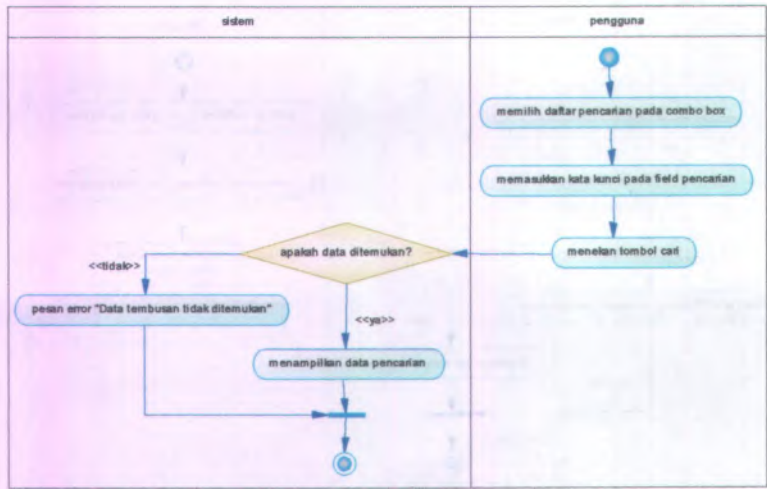 sistem
pengguna
memilih daftar pencarian pada combo box
memasukkan kata kunci pada field pencarian
menekan tombol cari
apakah data ditemukan?
<<tidak>>
pesan error "Data tembusan tidak ditemukan"
<<ya>>
menampilkan data pencarian